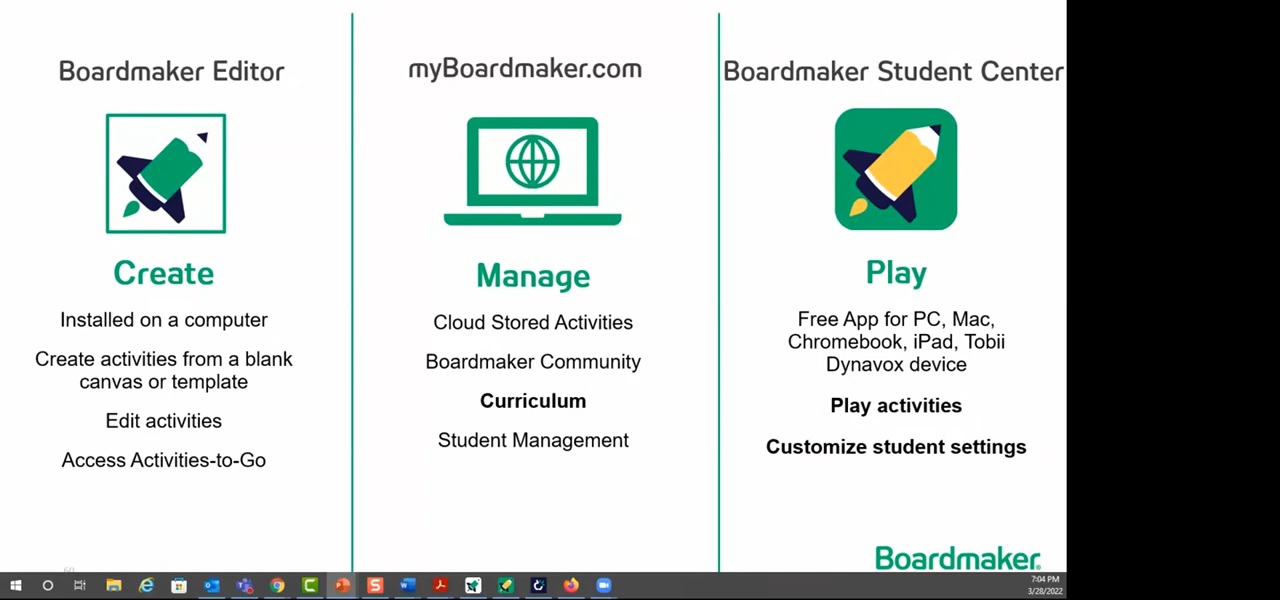 Boardmaker Editor
Create
Installed on a computer
Create activities from a blank
canvas or template
Edit activities
Access Activities-to-Go
myBoardmaker.com
Manage
Cloud Stored Activities
Boardmaker Community
Curriculum
Student Management
Boardmaker Student Center
Play
Free App for PC, Mac,
Chromebook, iPad, Tobii
Dynavox device
Play activities
Customize student settings
Boardmaker®
7:04 PM
3/28/2022